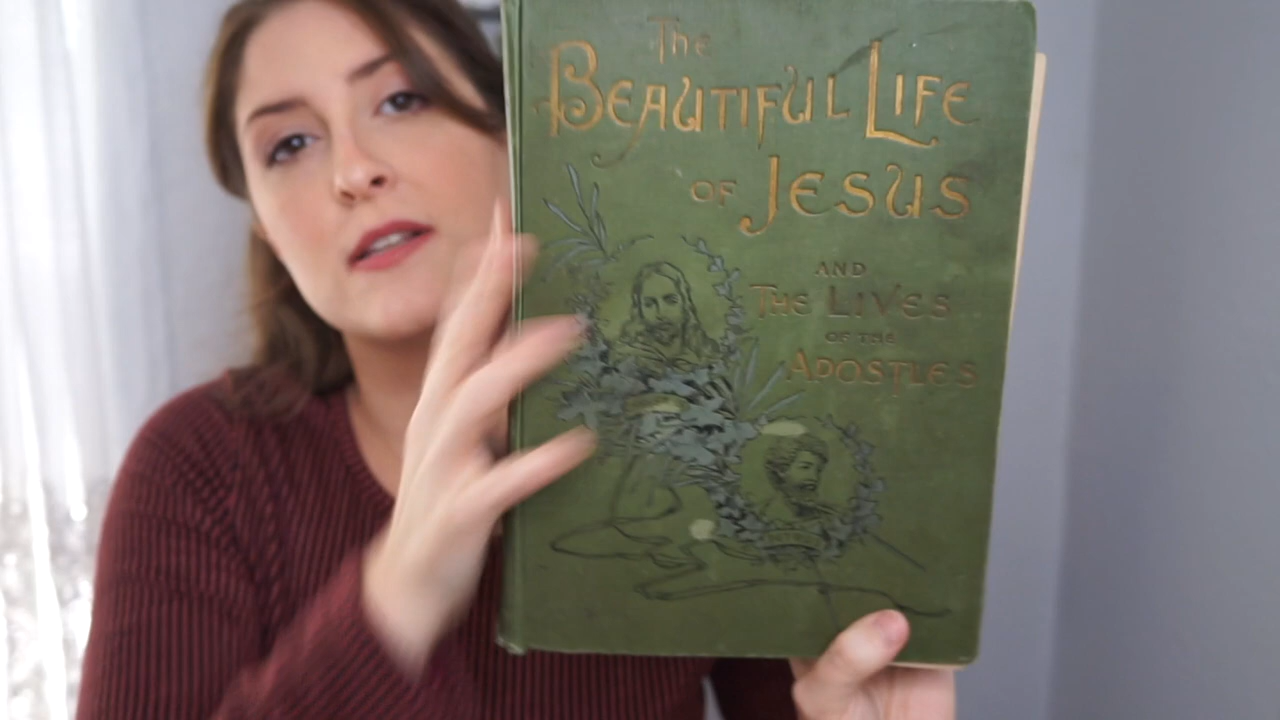 The
BEAUTIFUL LIFE
OF JESUS
AND
THE LIVES
OF THE
APOSTLES